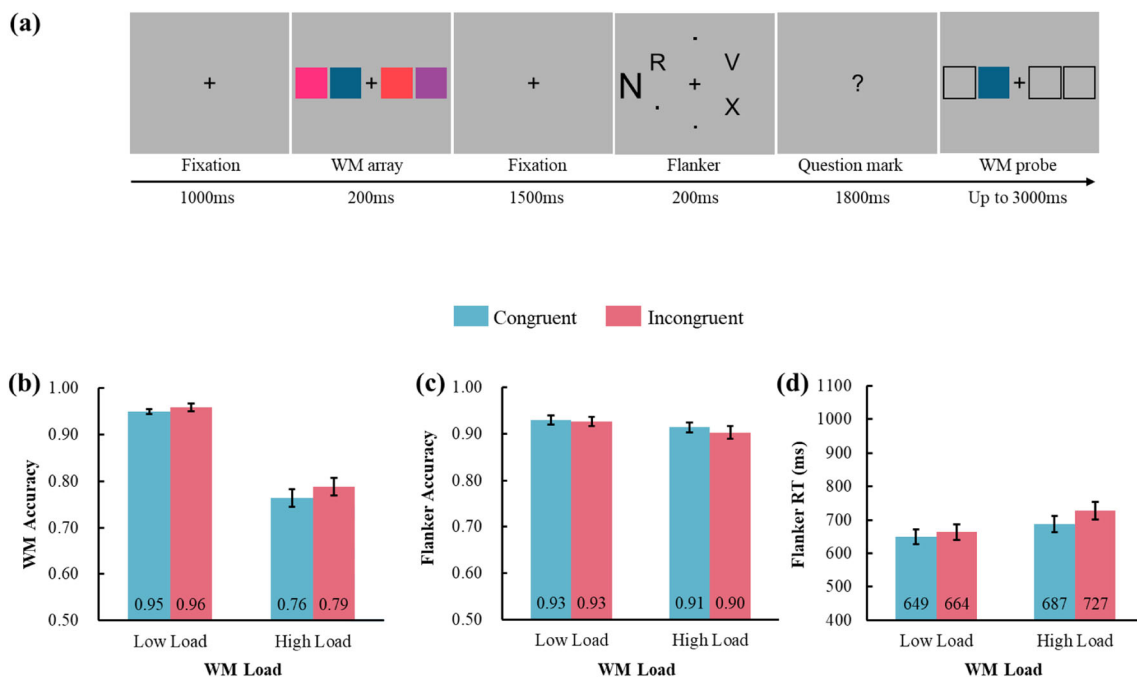 (a)
+
+
+
R V
N +
X
?
+
Fixation WM array Fixation Flanker Question mark WM probe
1000ms 200ms 1500ms 200ms 1800ms Up to 3000ms
Congruent Incongruent
(b)
1.00
0.90
0.80
0.70
0.60
0.50
WM Accuracy
0.95 0.96 0.76 0.79
Low Load High Load
WM Load
(c)
1.00
0.90
0.80
0.70
0.60
0.50
Flanker Accuracy
0.93 0.93 0.91 0.90
Low Load High Load
WM Load
(d)
1100
1000
900
800
700
600
500
400
Flanker RT (ms)
649 664 687 727
Low Load High Load
WM Load